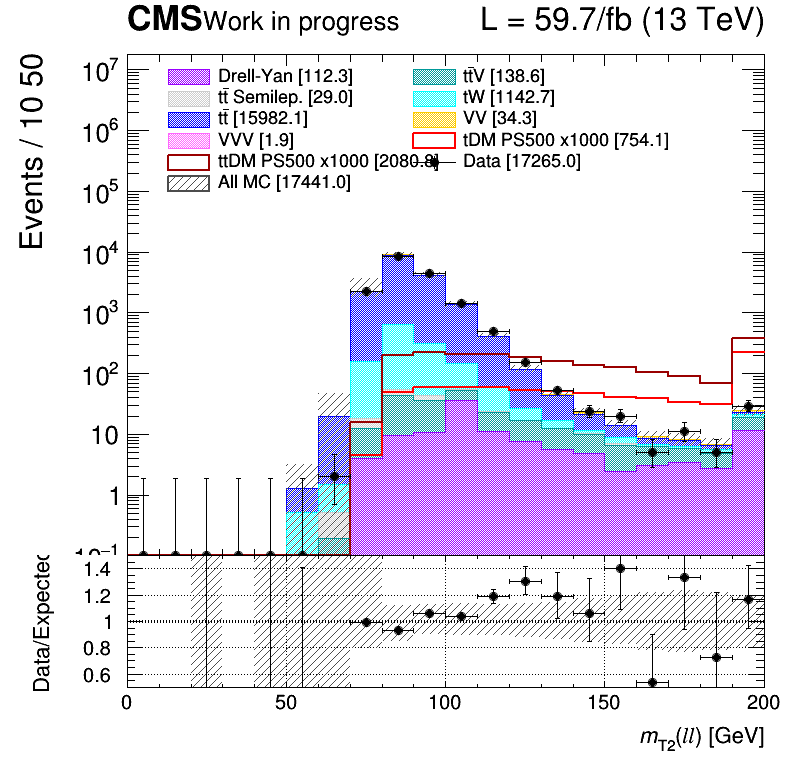 CMS Work in progress L = 59.7/fb (13 TeV)
Events / 10 50
10⁷
10⁶
10⁵
10⁴
10³
10²
10
1
10⁻¹
Drell-Yan [112.3] tt̄V [138.6]
tt̄ Semilep. [29.0] tW [1142.7]
tt̄ [15982.1] VV [34.3]
VVV [1.9] tDM PS500 x1000 [754.1]
ttDM PS500 x1000 [2080.8] Data [17265.0]
All MC [17441.0]
Data/Expected
1.4
1.2
1
0.8
0.6
0 50 100 150 200
m_T2(ll) [GeV]